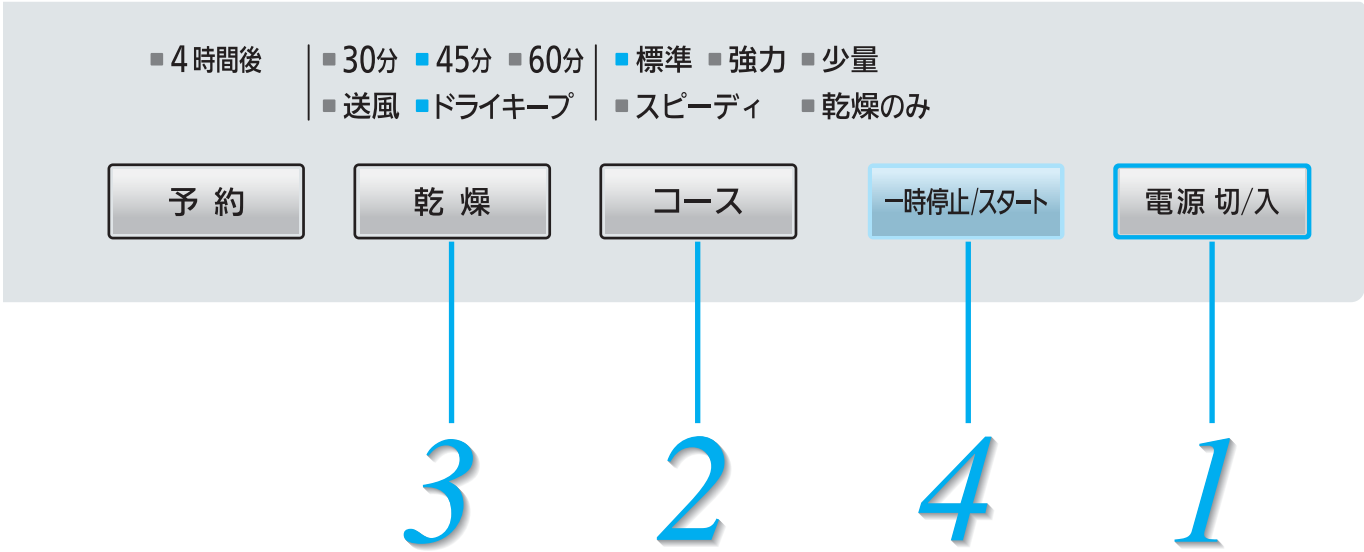 4時間後 30分 45分 60分 標準 強力 少量
送風 ドライキープ スピーディ 乾燥のみ
予約 乾燥 コース 一時停止/スタート 電源 切/入
3 2 4 1